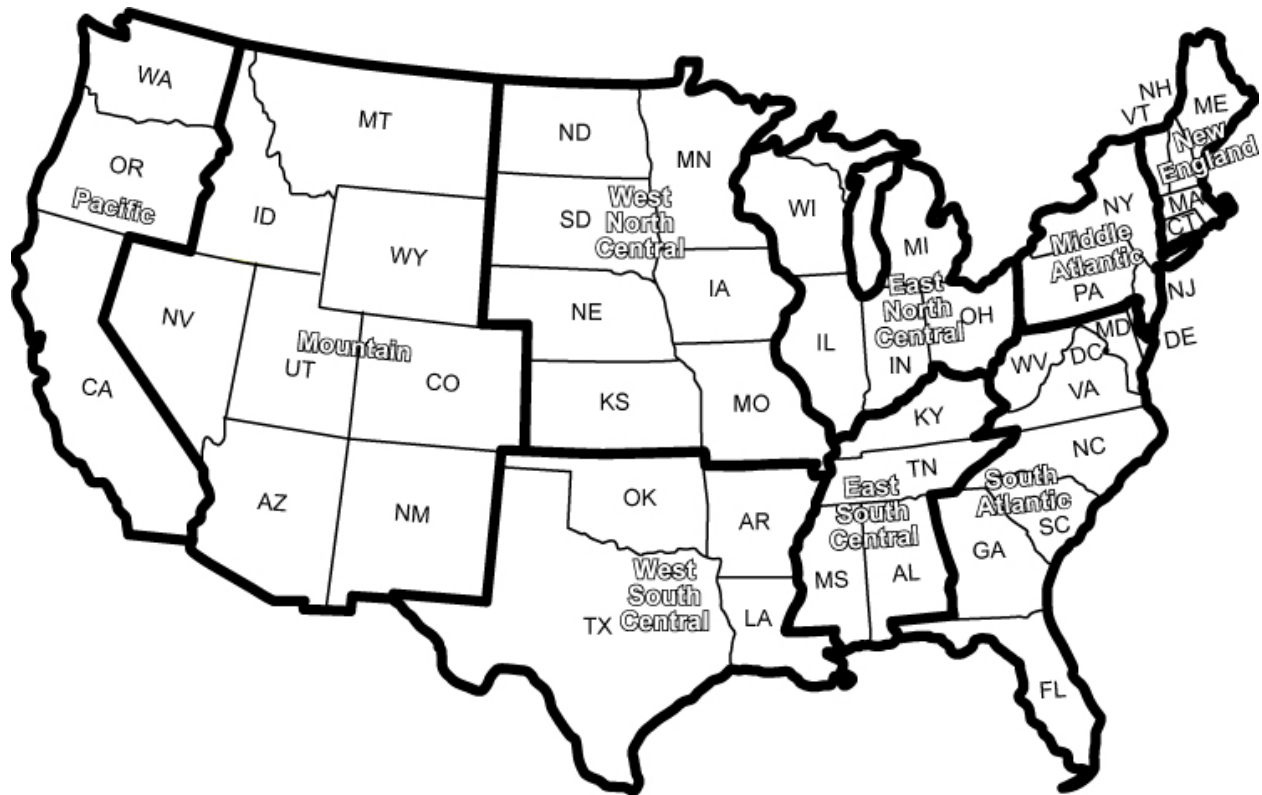 WA
MT
ND
MN
OR
Pacific
ID
WY
SD
West
North
Central
WI
MI
NH
VT
ME
New
England
NY
MA
CT
Middle
Atlantic
PA
NJ
NV
UT
Mountain
CO
NE
IA
IL
IN
East
North
Central
OH
WV
DC
MD
DE
VA
CA
KS
MO
KY
AZ
NM
OK
AR
TN
East
South
Central
NC
South
Atlantic
SC
GA
TX
West
South
Central
LA
MS
AL
FL